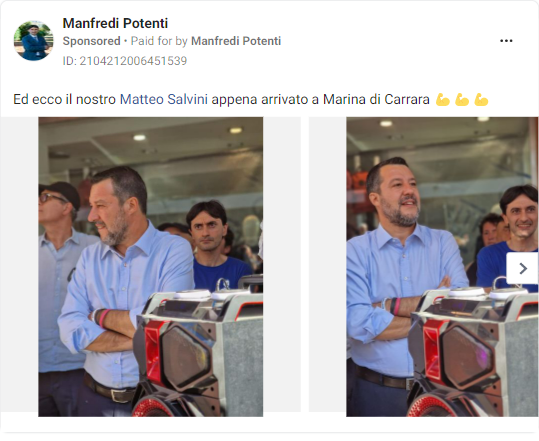 Manfredi Potenti
Sponsored • Paid for by Manfredi Potenti
ID: 2104212006451539
Ed ecco il nostro Matteo Salvini appena arrivato a Marina di Carrara 💪 💪 💪